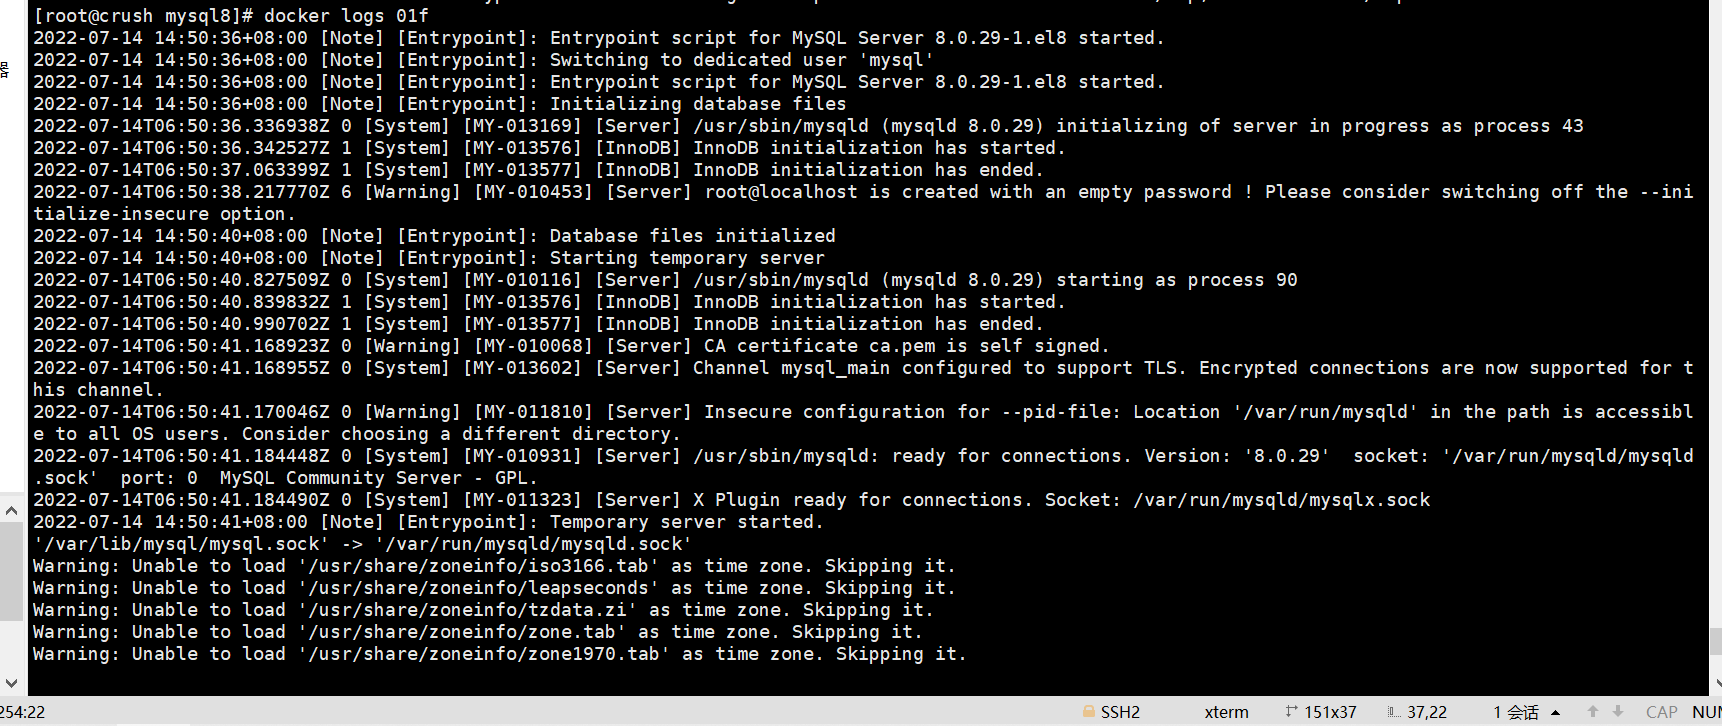 [root@crush mysql8]# docker logs 01f
2022-07-14 14:50:36+08:00 [Note] [Entrypoint]: Entrypoint script for MySQL Server 8.0.29-1.el8 started.
2022-07-14 14:50:36+08:00 [Note] [Entrypoint]: Switching to dedicated user 'mysql'
2022-07-14 14:50:36+08:00 [Note] [Entrypoint]: Entrypoint script for MySQL Server 8.0.29-1.el8 started.
2022-07-14 14:50:36+08:00 [Note] [Entrypoint]: Initializing database files
2022-07-14T06:50:36.336938Z 0 [System] [MY-013169] [Server] /usr/sbin/mysqld (mysqld 8.0.29) initializing of server in progress as process 43
2022-07-14T06:50:36.342527Z 1 [System] [MY-013576] [InnoDB] InnoDB initialization has started.
2022-07-14T06:50:37.063399Z 1 [System] [MY-013577] [InnoDB] InnoDB initialization has ended.
2022-07-14T06:50:38.217770Z 6 [Warning] [MY-010453] [Server] root@localhost is created with an empty password ! Please consider switching off the --ini
tialize-insecure option.
2022-07-14 14:50:40+08:00 [Note] [Entrypoint]: Database files initialized
2022-07-14 14:50:40+08:00 [Note] [Entrypoint]: Starting temporary server
2022-07-14T06:50:40.827509Z 0 [System] [MY-010116] [Server] /usr/sbin/mysqld (mysqld 8.0.29) starting as process 90
2022-07-14T06:50:40.839832Z 1 [System] [MY-013576] [InnoDB] InnoDB initialization has started.
2022-07-14T06:50:40.990702Z 1 [System] [MY-013577] [InnoDB] InnoDB initialization has ended.
2022-07-14T06:50:41.168923Z 0 [Warning] [MY-010068] [Server] CA certificate ca.pem is self signed.
2022-07-14T06:50:41.168955Z 0 [System] [MY-013602] [Server] Channel mysql_main configured to support TLS. Encrypted connections are now supported for t
his channel.
2022-07-14T06:50:41.170046Z 0 [Warning] [MY-011810] [Server] Insecure configuration for --pid-file: Location '/var/run/mysqld' in the path is accessibl
e to all OS users. Consider choosing a different directory.
2022-07-14T06:50:41.184448Z 0 [System] [MY-010931] [Server] /usr/sbin/mysqld: ready for connections. Version: '8.0.29'  socket: '/var/run/mysqld/mysqld
.sock'  port: 0  MySQL Community Server - GPL.
2022-07-14T06:50:41.184490Z 0 [System] [MY-011323] [Server] X Plugin ready for connections. Socket: /var/run/mysqld/mysqlx.sock
2022-07-14 14:50:41+08:00 [Note] [Entrypoint]: Temporary server started.
'/var/lib/mysql/mysql.sock' -> '/var/run/mysqld/mysqld.sock'
Warning: Unable to load '/usr/share/zoneinfo/iso3166.tab' as time zone. Skipping it.
Warning: Unable to load '/usr/share/zoneinfo/leapseconds' as time zone. Skipping it.
Warning: Unable to load '/usr/share/zoneinfo/tzdata.zi' as time zone. Skipping it.
Warning: Unable to load '/usr/share/zoneinfo/zone.tab' as time zone. Skipping it.
Warning: Unable to load '/usr/share/zoneinfo/zone1970.tab' as time zone. Skipping it.
器
254:22 SSH2 xterm 151x37 37,22 1 会话 CAP NUM